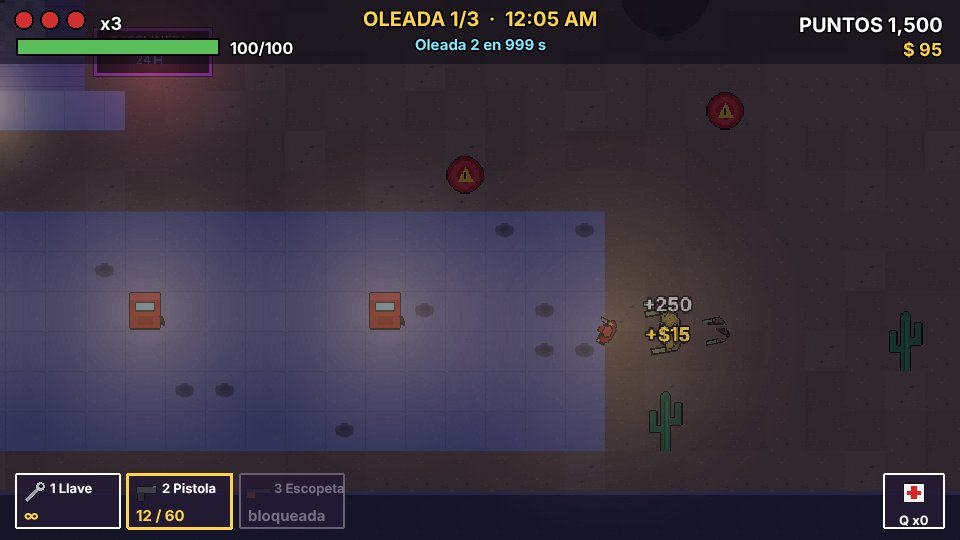 x3
OLEADA 1/3 · 12:05 AM
PUNTOS 1,500
100/100
Oleada 2 en 999 s
$ 95
24H
+250
+$15
1 Llave
∞
2 Pistola
12 / 60
3 Escopeta
bloqueada
Q x0